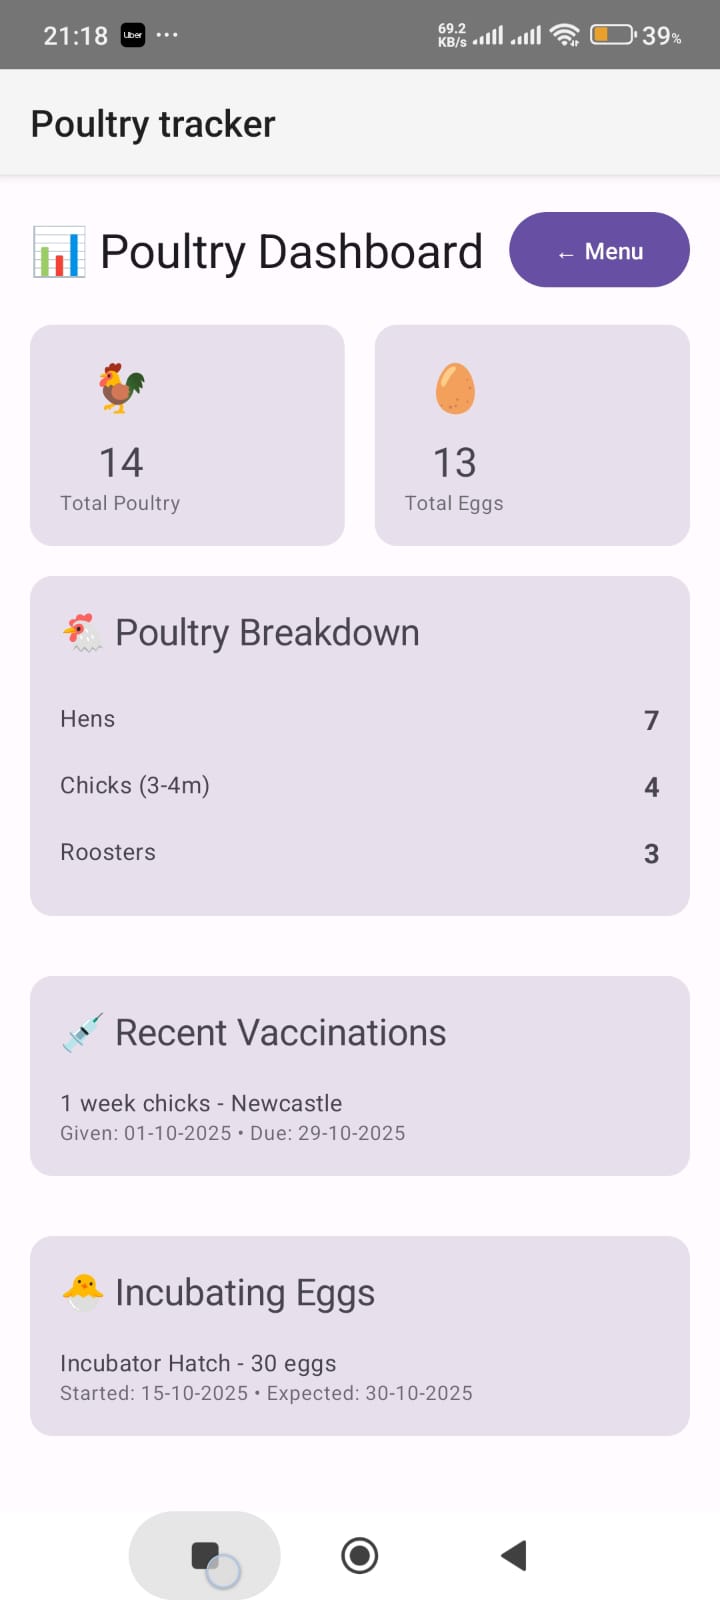 21:18 Uber ... 69.2 KB/s 39%
Poultry tracker
Poultry Dashboard
← Menu
14
Total Poultry
13
Total Eggs
Poultry Breakdown
Hens 7
Chicks (3-4m) 4
Roosters 3
Recent Vaccinations
1 week chicks - Newcastle
Given: 01-10-2025 • Due: 29-10-2025
Incubating Eggs
Incubator Hatch - 30 eggs
Started: 15-10-2025 • Expected: 30-10-2025